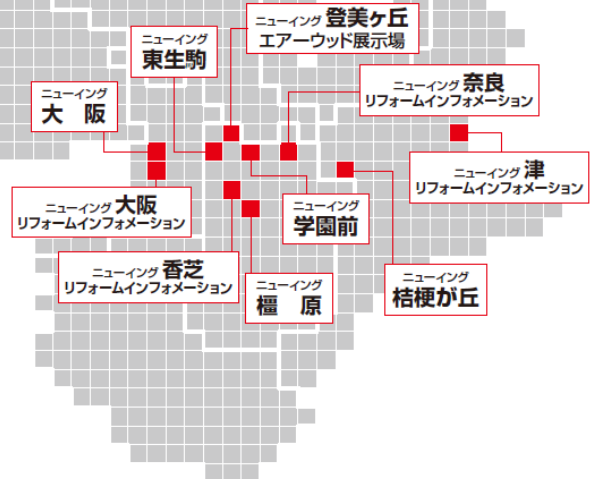 ニューイング 登美ヶ丘
エアーウッド展示場
ニューイング
東生駒
ニューイング 奈良
リフォームインフォメーション
ニューイング
大 阪
ニューイング 津
リフォームインフォメーション
ニューイング 大阪
リフォームインフォメーション
ニューイング
学園前
ニューイング 香芝
リフォームインフォメーション
ニューイング
橿 原
ニューイング
桔梗が丘